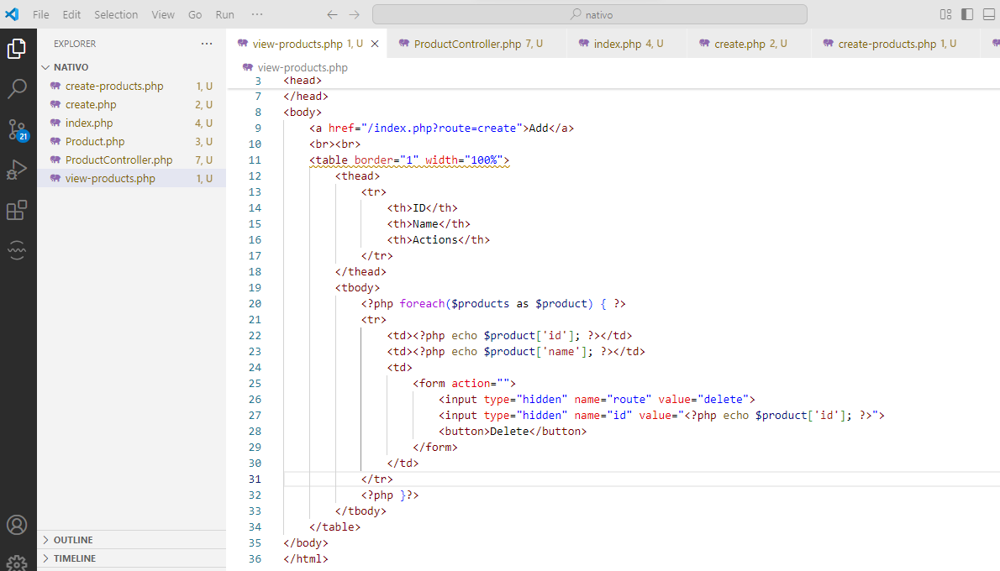 File Edit Selection View Go Run ··· ← → nativo
EXPLORER ···
NATIVO
create-products.php 1, U
create.php 2, U
index.php 4, U
Product.php 3, U
ProductController.php 7, U
view-products.php 1, U
21
OUTLINE
TIMELINE
view-products.php 1, U ProductController.php 7, U index.php 4, U create.php 2, U create-products.php 1, U
view-products.php
3 <head>
7 </head>
8 <body>
9 <a href="/index.php?route=create">Add</a>
10 <br><br>
11 <table border="1" width="100%">
12 <thead>
13 <tr>
14 <th>ID</th>
15 <th>Name</th>
16 <th>Actions</th>
17 </tr>
18 </thead>
19 <tbody>
20 <?php foreach($products as $product) { ?>
21 <tr>
22 <td><?php echo $product['id']; ?></td>
23 <td><?php echo $product['name']; ?></td>
24 <td>
25 <form action="">
26 <input type="hidden" name="route" value="delete">
27 <input type="hidden" name="id" value="<?php echo $product['id']; ?>">
28 <button>Delete</button>
29 </form>
30 </td>
31 </tr>
32 <?php }?>
33 </tbody>
34 </table>
35 </body>
36 </html>